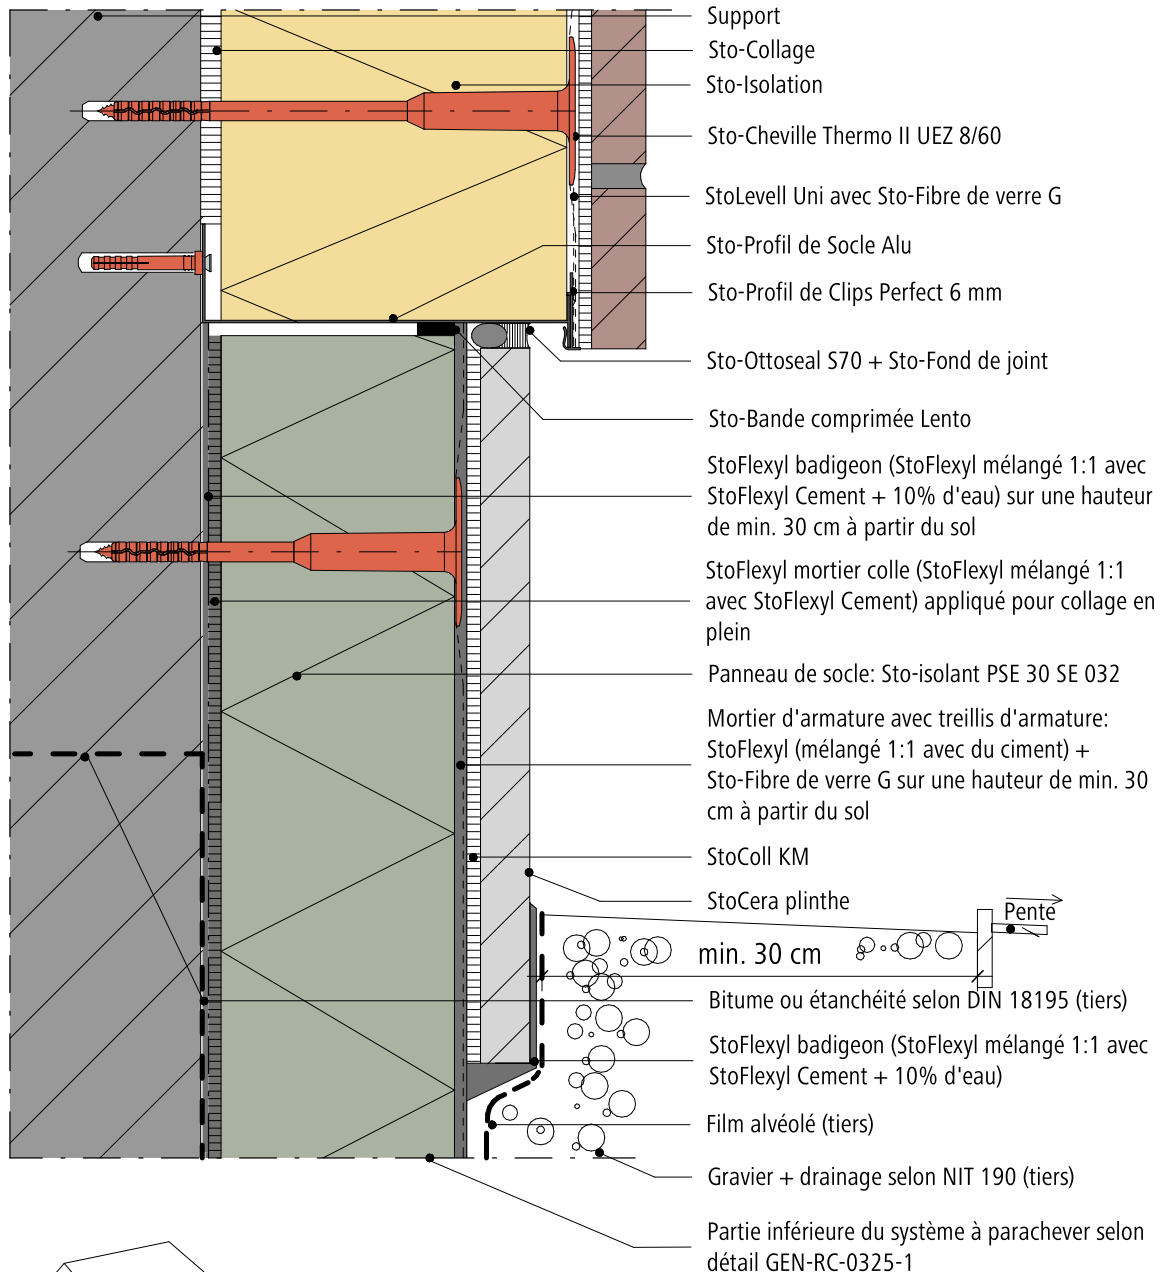 Support
Sto-Collage
Sto-Isolation
Sto-Cheville Thermo II UEZ 8/60
StoLevell Uni avec Sto-Fibre de verre G
Sto-Profil de Socle Alu
Sto-Profil de Clips Perfect 6 mm
Sto-Ottoseal S70 + Sto-Fond de joint
Sto-Bande comprimée Lento
StoFlexyl badigeon (StoFlexyl mélangé 1:1 avec
StoFlexyl Cement + 10% d'eau) sur une hauteur
de min. 30 cm à partir du sol
StoFlexyl mortier colle (StoFlexyl mélangé 1:1
avec StoFlexyl Cement) appliqué pour collage en
plein
Panneau de socle: Sto-isolant PSE 30 SE 032
Mortier d'armature avec treillis d'armature:
StoFlexyl (mélangé 1:1 avec du ciment) +
Sto-Fibre de verre G sur une hauteur de min. 30
cm à partir du sol
StoColl KM
StoCera plinthe
Pente
min. 30 cm
Bitume ou étanchéité selon DIN 18195 (tiers)
StoFlexyl badigeon (StoFlexyl mélangé 1:1 avec
StoFlexyl Cement + 10% d'eau)
Film alvéolé (tiers)
Gravier + drainage selon NIT 190 (tiers)
Partie inférieure du système à parachever selon
détail GEN-RC-0325-1